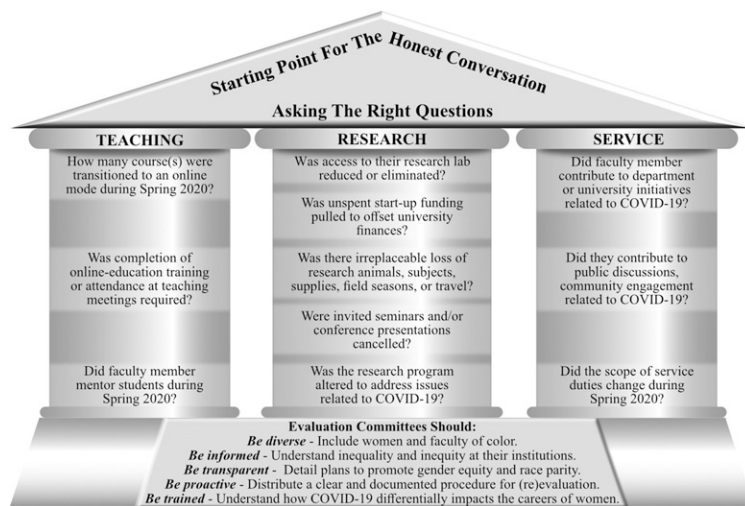 Starting Point For The Honest Conversation
Asking The Right Questions
TEACHING
How many course(s) were
transitioned to an online
mode during Spring 2020?
Was completion of
online-education training
or attendance at teaching
meetings required?
Did faculty member
mentor students during
Spring 2020?
RESEARCH
Was access to their research lab
reduced or eliminated?
Was unspent start-up funding
pulled to offset university
finances?
Was there irreplaceable loss of
research animals, subjects,
supplies, field seasons, or travel?
Were invited seminars and/or
conference presentations
cancelled?
Was the research program
altered to address issues
related to COVID-19?
SERVICE
Did faculty member
contribute to department
or university initiatives
related to COVID-19?
Did they contribute to
public discussions,
community engagement
related to COVID-19?
Did the scope of service
duties change during
Spring 2020?
Evaluation Committees Should:
Be diverse - Include women and faculty of color.
Be informed - Understand inequality and inequity at their institutions.
Be transparent - Detail plans to promote gender equity and race parity.
Be proactive - Distribute a clear and documented procedure for (re)evaluation.
Be trained - Understand how COVID-19 differentially impacts the careers of women.